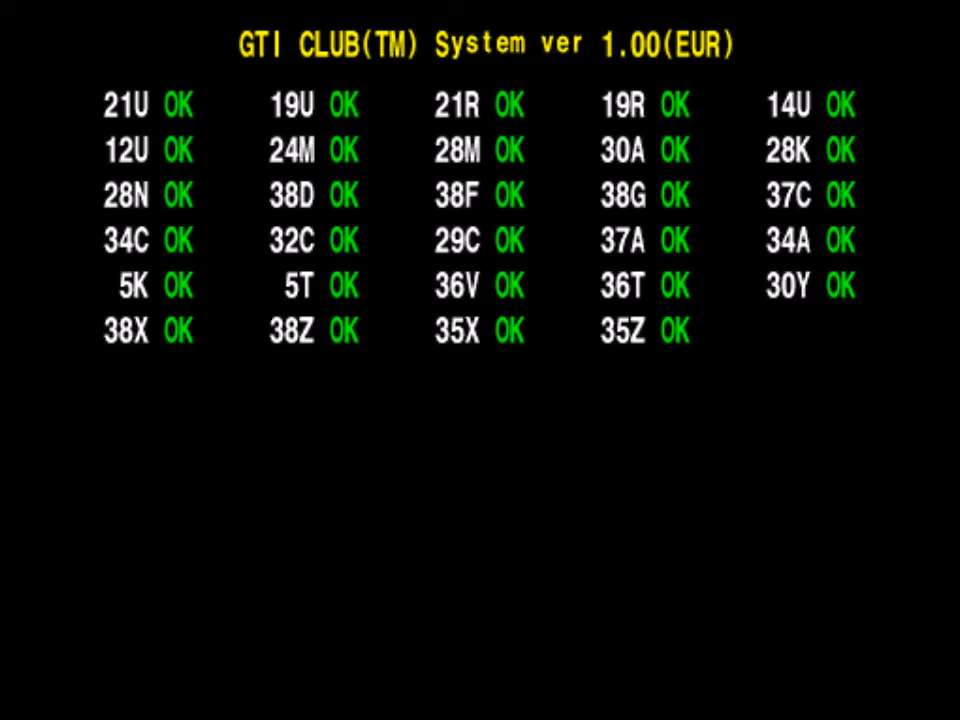 GTI CLUB(TM) System ver 1.00(EUR)
21U OK 19U OK 21R OK 19R OK 14U OK
12U OK 24M OK 28M OK 30A OK 28K OK
28N OK 38D OK 38F OK 38G OK 37C OK
34C OK 32C OK 29C OK 37A OK 34A OK
5K OK 5T OK 36V OK 36T OK 30Y OK
38X OK 38Z OK 35X OK 35Z OK